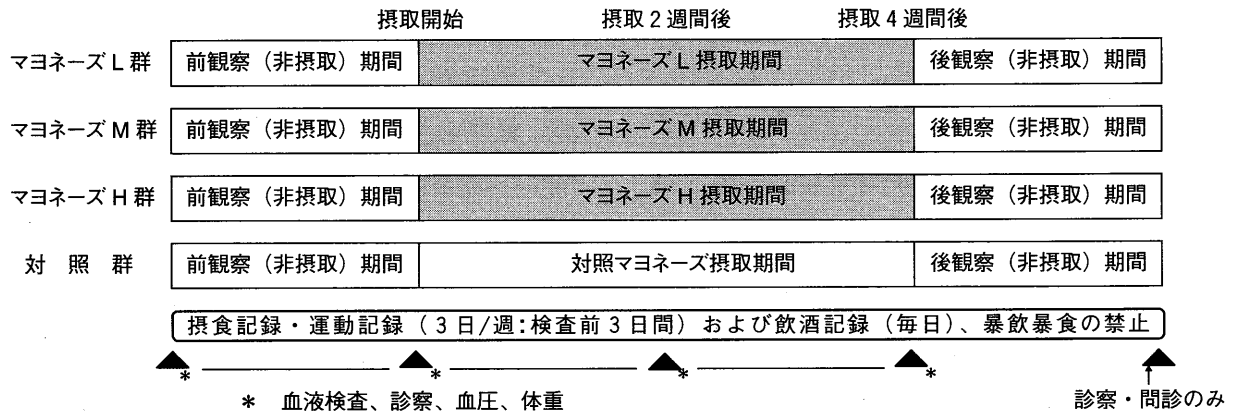 摂取開始 摂取2週間後 摂取4週間後
マヨネーズL群 前観察(非摂取)期間 マヨネーズL摂取期間 後観察(非摂取)期間
マヨネーズM群 前観察(非摂取)期間 マヨネーズM摂取期間 後観察(非摂取)期間
マヨネーズH群 前観察(非摂取)期間 マヨネーズH摂取期間 後観察(非摂取)期間
対照群 前観察(非摂取)期間 対照マヨネーズ摂取期間 後観察(非摂取)期間
摂食記録・運動記録(3日/週:検査前3日間)および飲酒記録(毎日)、暴飲暴食の禁止
* * * *
* 血液検査、診察、血圧、体重 診察・問診のみ